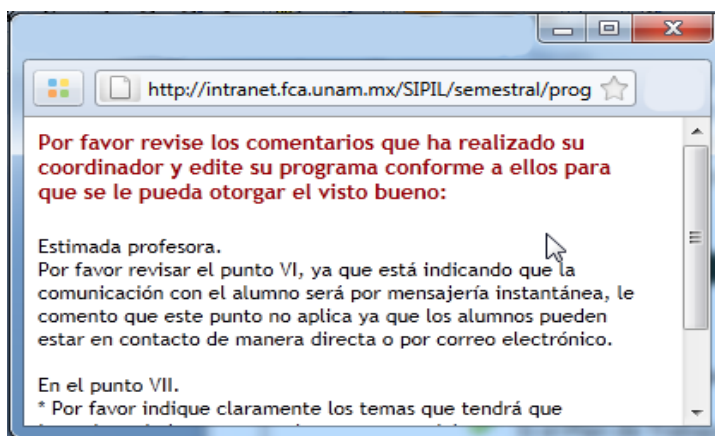 http://intranet.fca.unam.mx/SIPIL/semestral/prog
Por favor revise los comentarios que ha realizado su
coordinador y edite su programa conforme a ellos para
que se le pueda otorgar el visto bueno:
Estimada profesora.
Por favor revisar el punto VI, ya que está indicando que la
comunicación con el alumno será por mensajería instantánea, le
comento que este punto no aplica ya que los alumnos pueden
estar en contacto de manera directa o por correo electrónico.
En el punto VII.
* Por favor indique claramente los temas que tendrá que